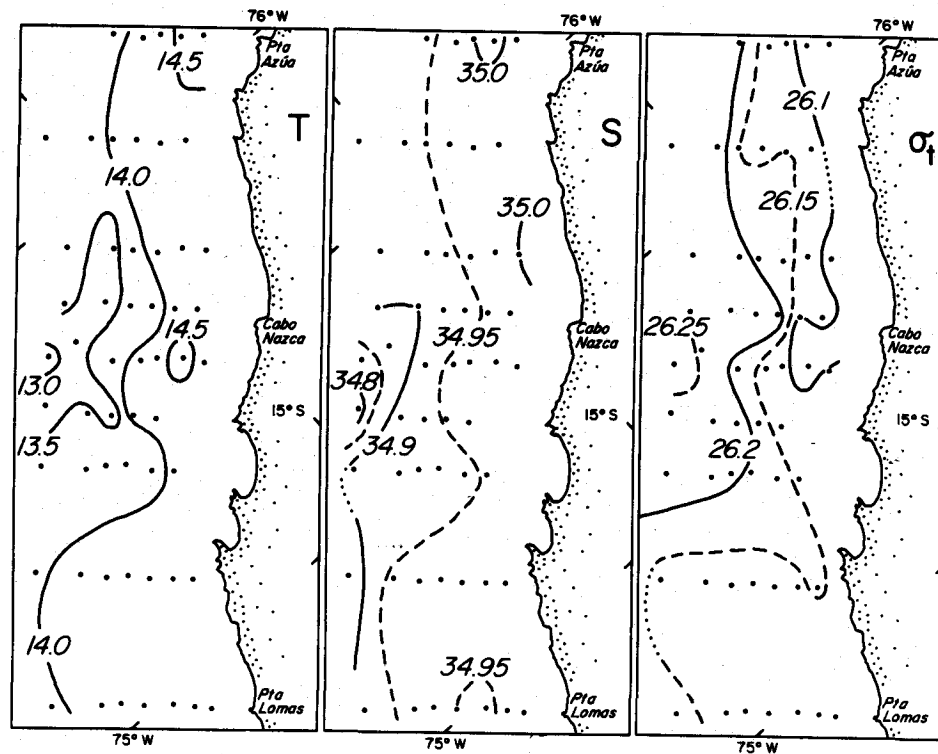 76° W
14.5
Pta
Azúa
T
14.0
14.5
Cabo
Nazca
13.0
15° S
13.5
14.0
Pta
Lomas
75° W
76° W
35.0
Pta
Azúa
S
35.0
34.95
Cabo
Nazca
34.8
15° S
34.9
34.95
Pta
Lomas
75° W
76° W
Pta
Azúa
26.1
σt
26.15
26.25
Cabo
Nazca
15° S
26.2
Pta
Lomas
75° W